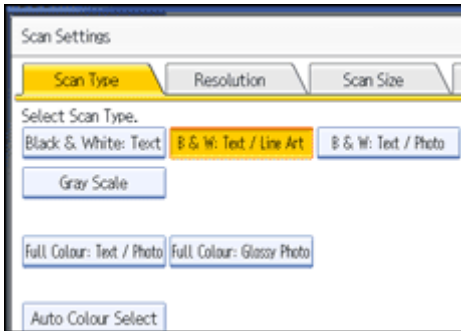 Scan Settings
Scan Type Resolution Scan Size
Select Scan Type.
Black & White: Text B & W: Text / Line Art B & W: Text / Photo
Gray Scale
Full Colour: Text / Photo Full Colour: Glossy Photo
Auto Colour Select